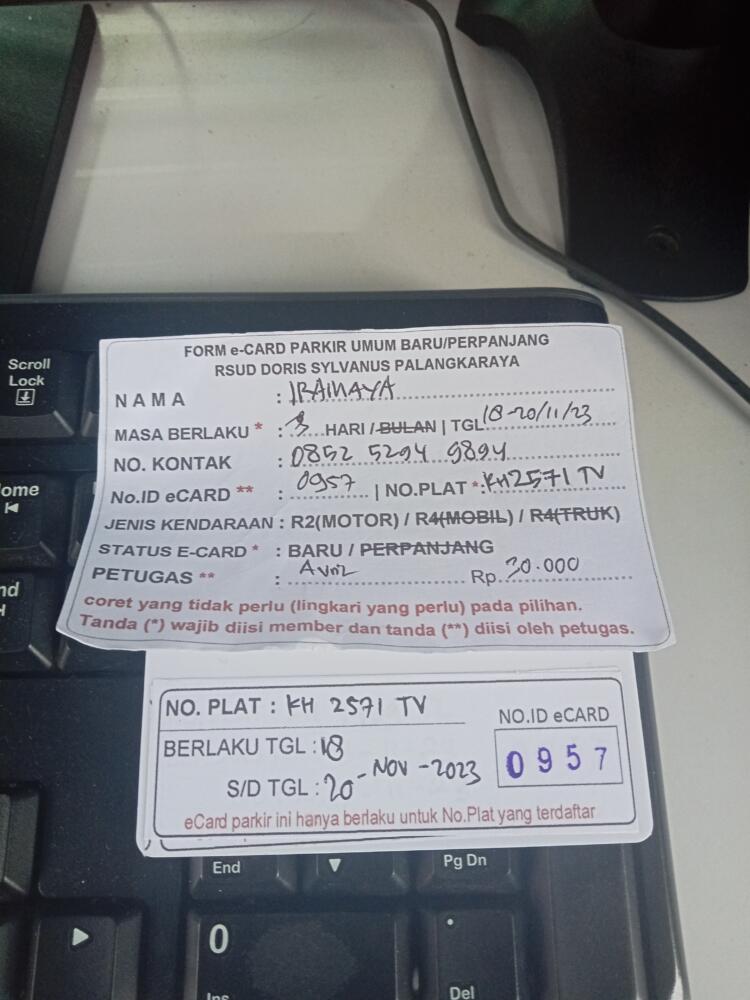 FORM e-CARD PARKIR UMUM BARU/PERPANJANG
RSUD DORIS SYLVANUS PALANGKARAYA
NAMA : IRAMAYA
MASA BERLAKU * : 3 HARI / BULAN | TGL 18-20/11/23
NO. KONTAK : 0852 5294 9894
No.ID eCARD ** : 0957 | NO.PLAT *: KH 2571 TV
JENIS KENDARAAN : R2(MOTOR) / R4(MOBIL) / R4(TRUK)
STATUS E-CARD * : BARU / PERPANJANG
PETUGAS ** : Rp. 30.000
coret yang tidak perlu (lingkari yang perlu) pada pilihan.
Tanda (*) wajib diisi member dan tanda (**) diisi oleh petugas.
NO. PLAT : KH 2571 TV
NO.ID eCARD
0957
BERLAKU TGL : 18
S/D TGL : 20 - NOV - 2023
eCard parkir ini hanya berlaku untuk No.Plat yang terdaftar
Scroll
Lock
ome
nd
End
Pg Dn
0
Ins
.
Del